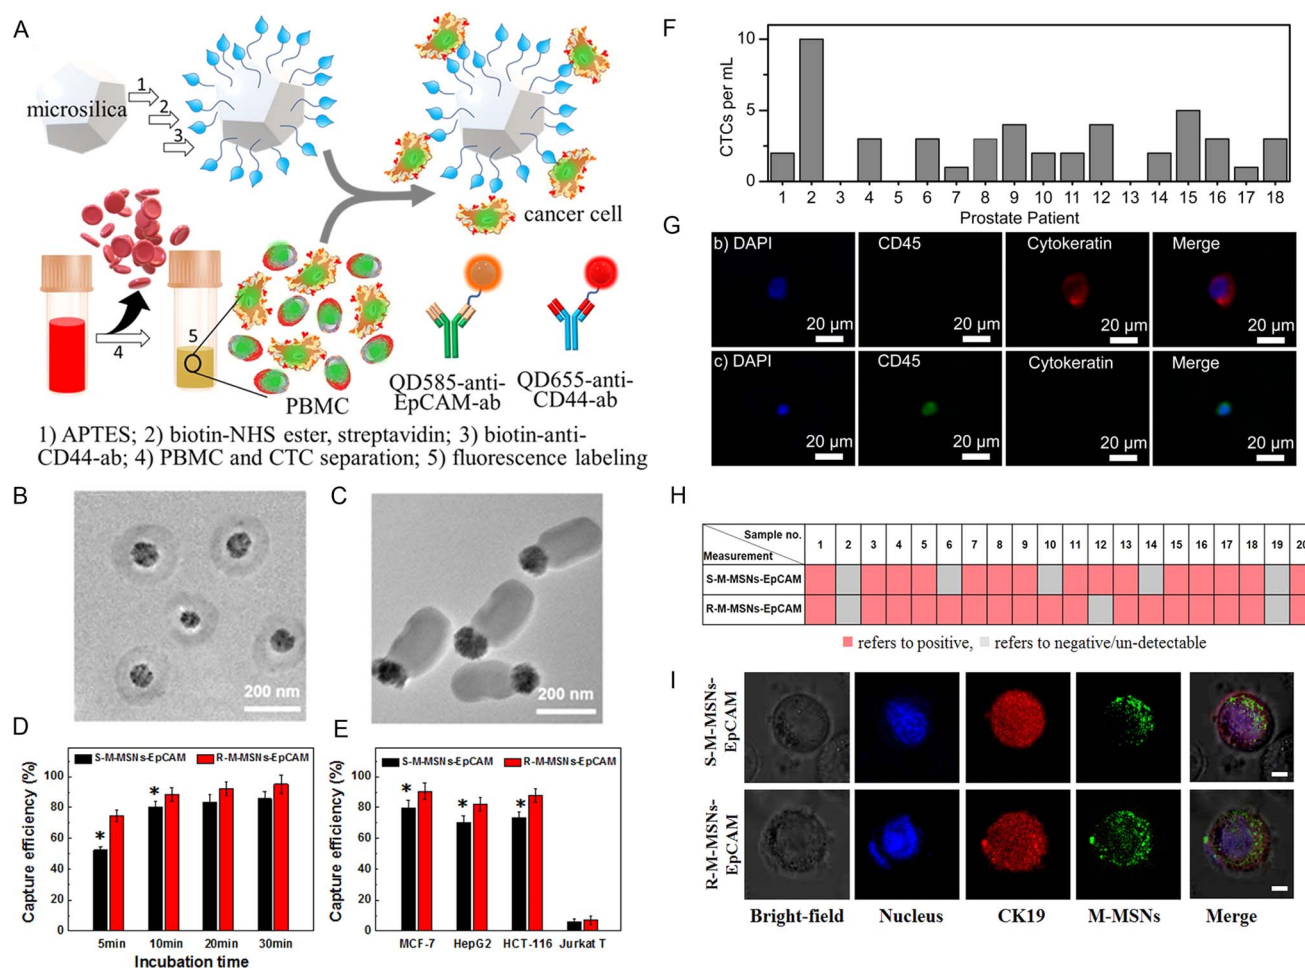 A
microsilica
1
2
3
cancer cell
4
5
PBMC
QD585-anti-
EpCAM-ab
QD655-anti-
CD44-ab
1) APTES; 2) biotin-NHS ester, streptavidin; 3) biotin-anti-
CD44-ab; 4) PBMC and CTC separation; 5) fluorescence labeling
B
200 nm
C
200 nm
D
S-M-MSNs-EpCAM
R-M-MSNs-EpCAM
Capture efficiency (%)
100
80
60
40
20
0
*
*
5min 10min 20min 30min
Incubation time
E
S-M-MSNs-EpCAM
R-M-MSNs-EpCAM
Capture efficiency (%)
100
80
60
40
20
0
*
*
*
MCF-7 HepG2 HCT-116 Jurkat T
F
CTCs per mL
10
5
0
1 2 3 4 5 6 7 8 9 10 11 12 13 14 15 16 17 18
Prostate Patient
G
b) DAPI CD45 Cytokeratin Merge
20 µm 20 µm 20 µm 20 µm
c) DAPI CD45 Cytokeratin Merge
20 µm 20 µm 20 µm 20 µm
H
Sample no.
Measurement
1 2 3 4 5 6 7 8 9 10 11 12 13 14 15 16 17 18 19 20
S-M-MSNs-EpCAM
R-M-MSNs-EpCAM
refers to positive, refers to negative/un-detectable
I
S-M-MSNs-
EpCAM
R-M-MSNs-
EpCAM
Bright-field Nucleus CK19 M-MSNs Merge